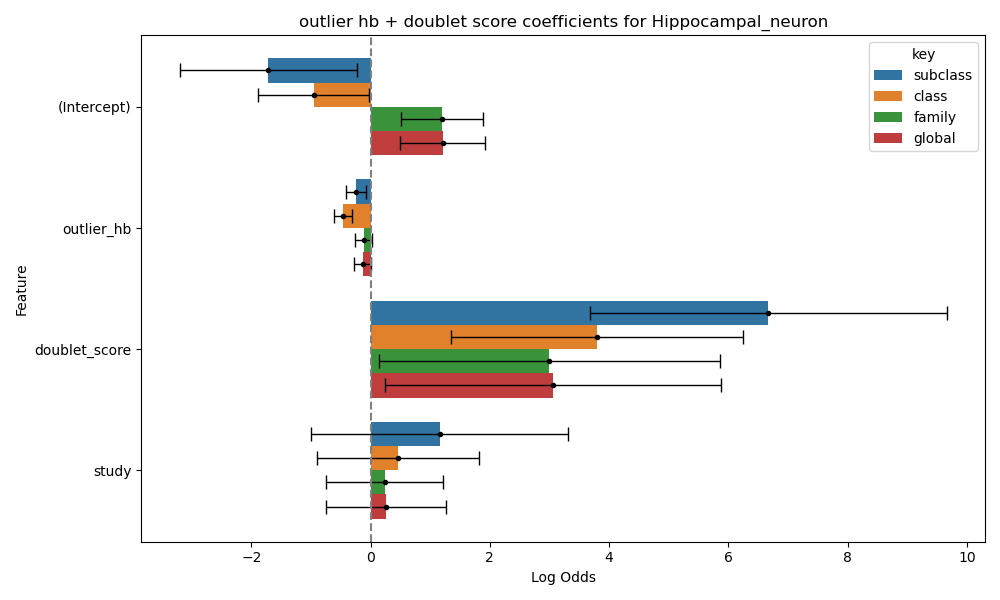 outlier hb + doublet score coefficients for Hippocampal_neuron
key
subclass
class
family
global
(Intercept)
outlier_hb
doublet_score
study
Feature
−2
0
2
4
6
8
10
Log Odds